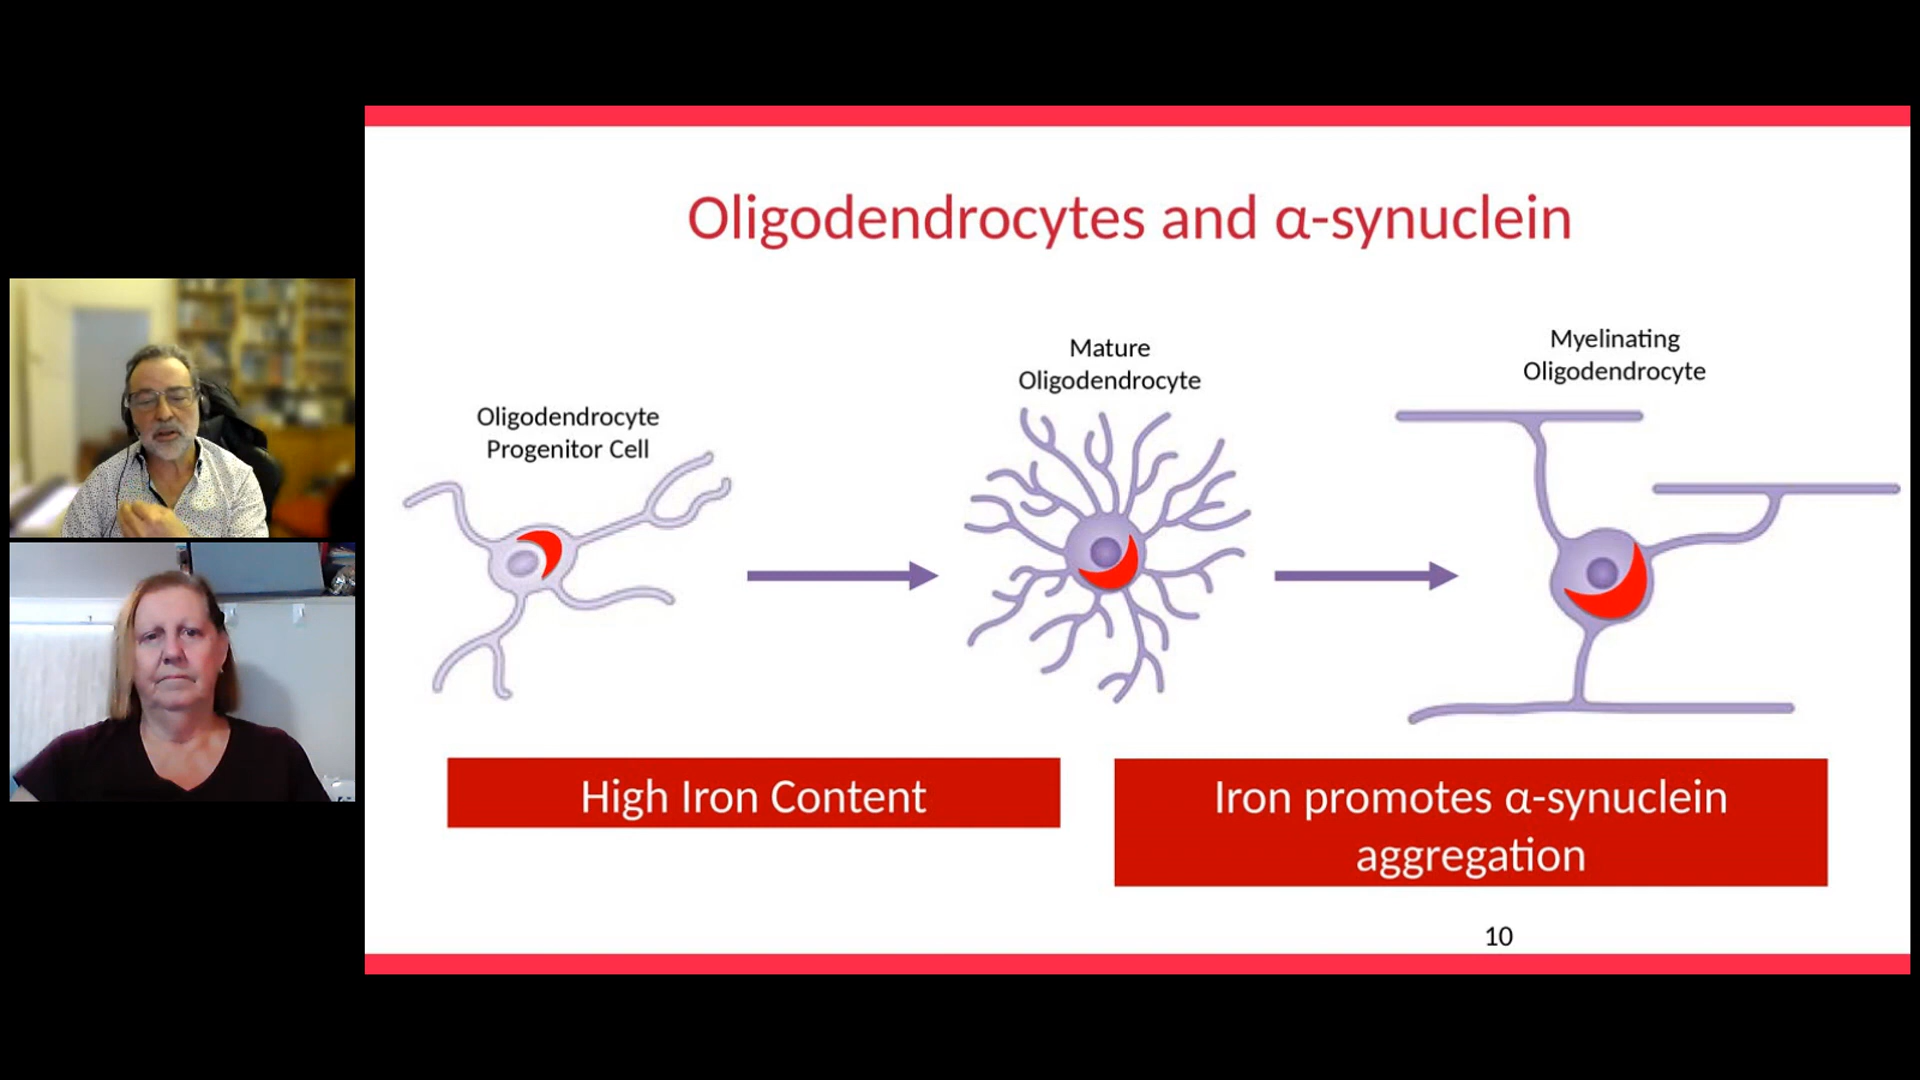 Oligodendrocytes and α-synuclein
Oligodendrocyte
Progenitor Cell
Mature
Oligodendrocyte
Myelinating
Oligodendrocyte
High Iron Content
Iron promotes α-synuclein
aggregation
10